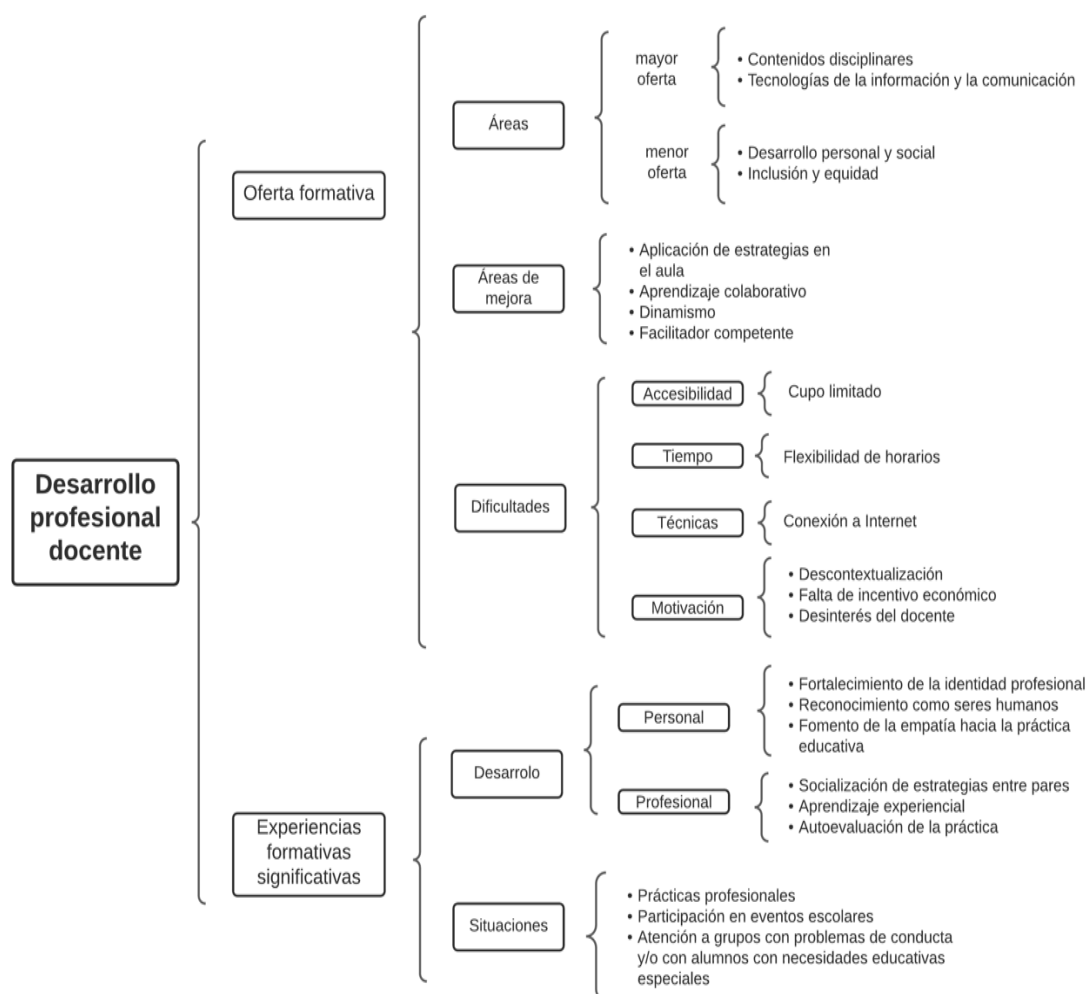 Desarrollo
profesional
docente
Oferta formativa
Áreas
mayor
oferta
• Contenidos disciplinares
• Tecnologías de la información y la comunicación
menor
oferta
• Desarrollo personal y social
• Inclusión y equidad
Áreas de
mejora
• Aplicación de estrategias en
el aula
• Aprendizaje colaborativo
• Dinamismo
• Facilitador competente
Dificultades
Accesibilidad
Cupo limitado
Tiempo
Flexibilidad de horarios
Técnicas
Conexión a Internet
Motivación
• Descontextualización
• Falta de incentivo económico
• Desinterés del docente
Experiencias
formativas
significativas
Desarrolo
Personal
• Fortalecimiento de la identidad profesional
• Reconocimiento como seres humanos
• Fomento de la empatía hacia la práctica
educativa
Profesional
• Socialización de estrategias entre pares
• Aprendizaje experiencial
• Autoevaluación de la práctica
Situaciones
• Prácticas profesionales
• Participación en eventos escolares
• Atención a grupos con problemas de conducta
y/o con alumnos con necesidades educativas
especiales